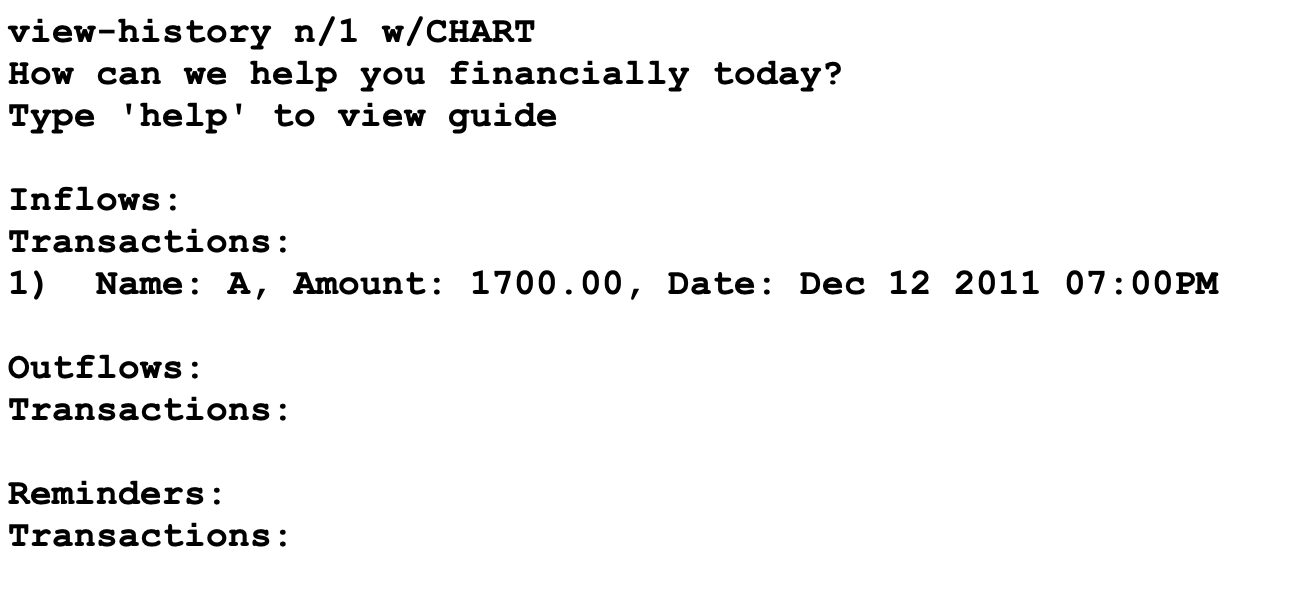 view-history n/1 w/CHART
How can we help you financially today?
Type 'help' to view guide
Inflows:
Transactions:
1)  Name: A, Amount: 1700.00, Date: Dec 12 2011 07:00PM
Outflows:
Transactions:
Reminders:
Transactions: